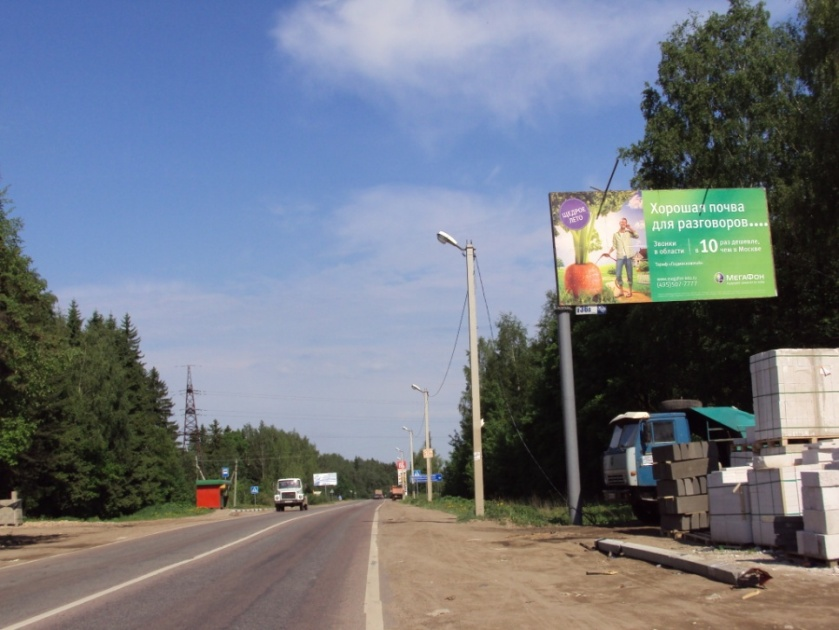 ЩЕДРОЕ
ЛЕТО
Хорошая почва
для разговоров....
Звонки
в области
в 10 раз дешевле,
чем в Москве
МегаФон